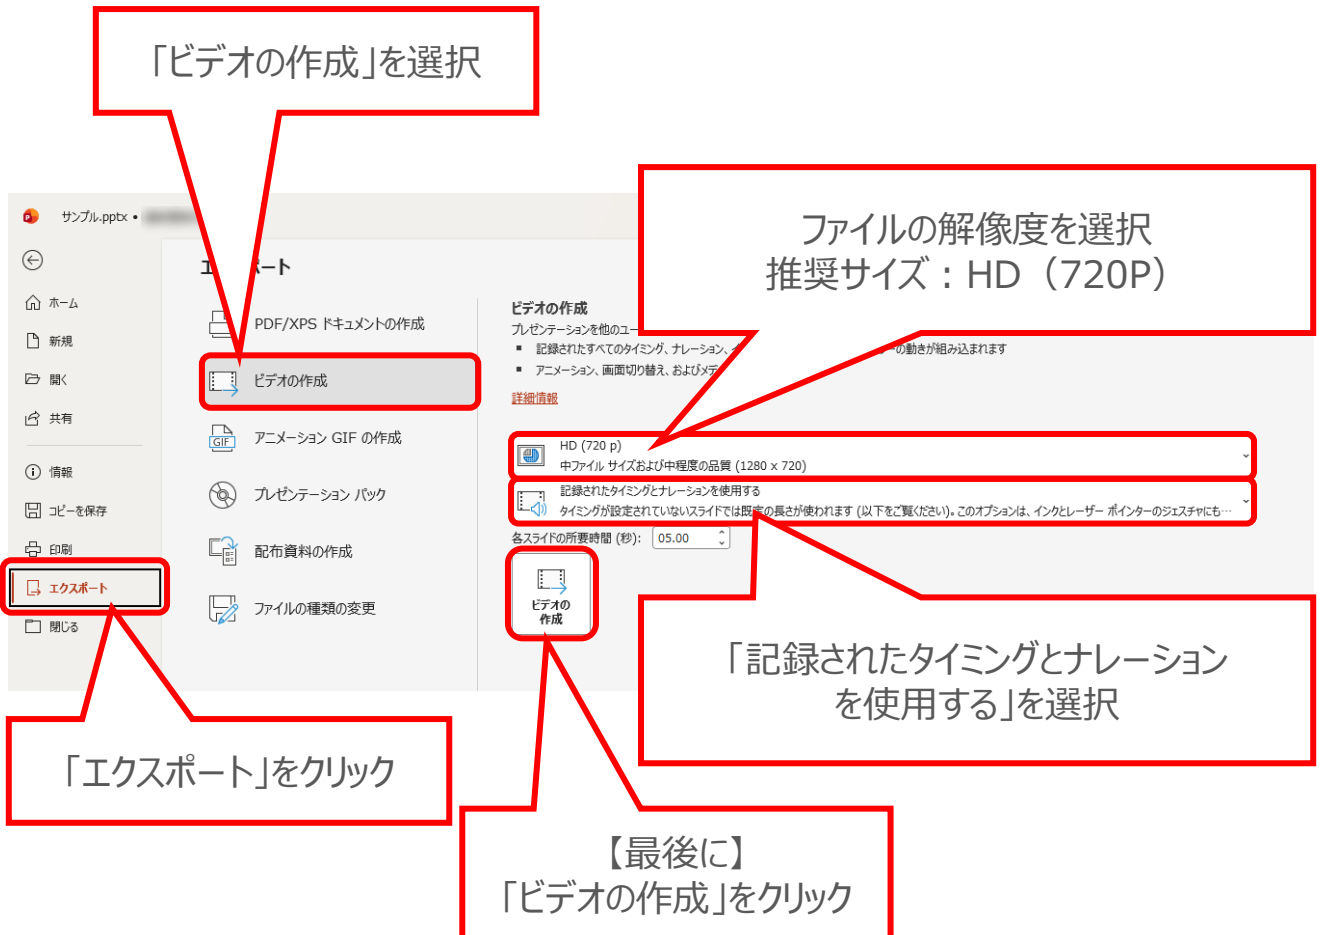 「ビデオの作成」を選択
ファイルの解像度を選択
推奨サイズ：HD（720P）
サンプル.pptx •
エクスポート
ホーム
新規
開く
共有
情報
コピーを保存
印刷
エクスポート
閉じる
PDF/XPS ドキュメントの作成
ビデオの作成
アニメーション GIF の作成
プレゼンテーション パック
配布資料の作成
ファイルの種類の変更
ビデオの作成
プレゼンテーションを他のユー
▪ 記録されたすべてのタイミング、ナレーション、 の動きが組み込まれます
▪ アニメーション、画面切り替え、およびメデ
詳細情報
HD (720 p)
中ファイル サイズおよび中程度の品質 (1280 x 720)
記録されたタイミングとナレーションを使用する
タイミングが設定されていないスライドでは既定の長さが使われます (以下をご覧ください)。このオプションは、インクとレーザー ポインターのジェスチャにも…
各スライドの所要時間 (秒): 05.00
ビデオの
作成
「記録されたタイミングとナレーション
を使用する」を選択
「エクスポート」をクリック
【最後に】
「ビデオの作成」をクリック